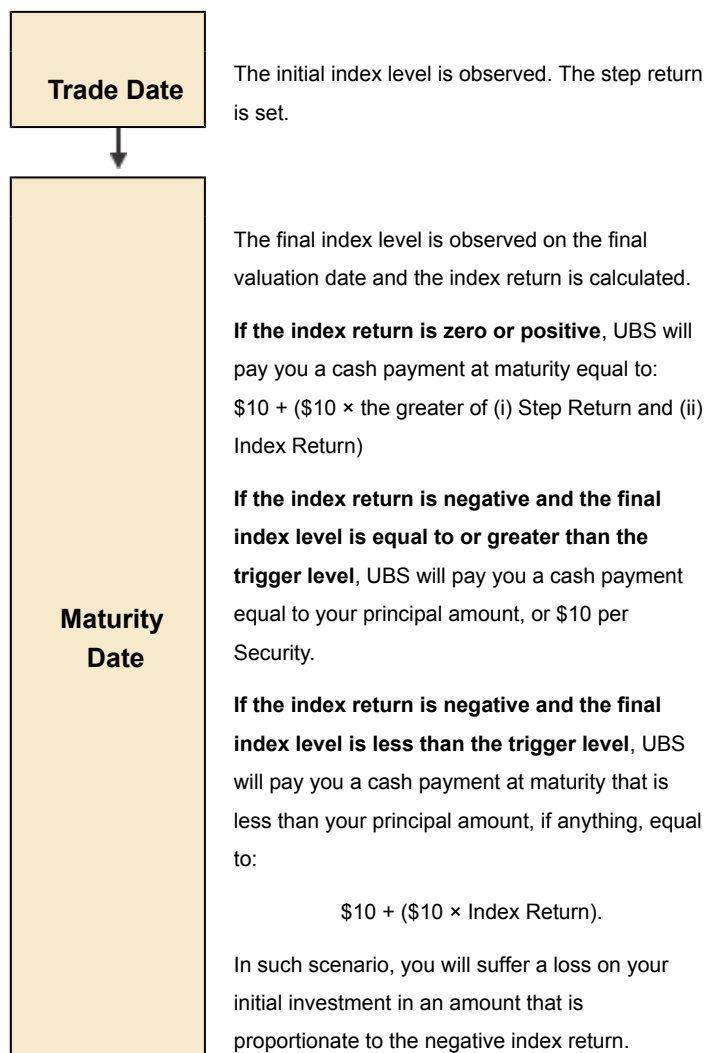 Trade Date
The initial index level is observed. The step return
is set.
Maturity
Date
The final index level is observed on the final
valuation date and the index return is calculated.
If the index return is zero or positive, UBS will
pay you a cash payment at maturity equal to:
$10 + ($10 × the greater of (i) Step Return and (ii)
Index Return)
If the index return is negative and the final
index level is equal to or greater than the
trigger level, UBS will pay you a cash payment
equal to your principal amount, or $10 per
Security.
If the index return is negative and the final
index level is less than the trigger level, UBS
will pay you a cash payment at maturity that is
less than your principal amount, if anything, equal
to:
$10 + ($10 × Index Return).
In such scenario, you will suffer a loss on your
initial investment in an amount that is
proportionate to the negative index return.